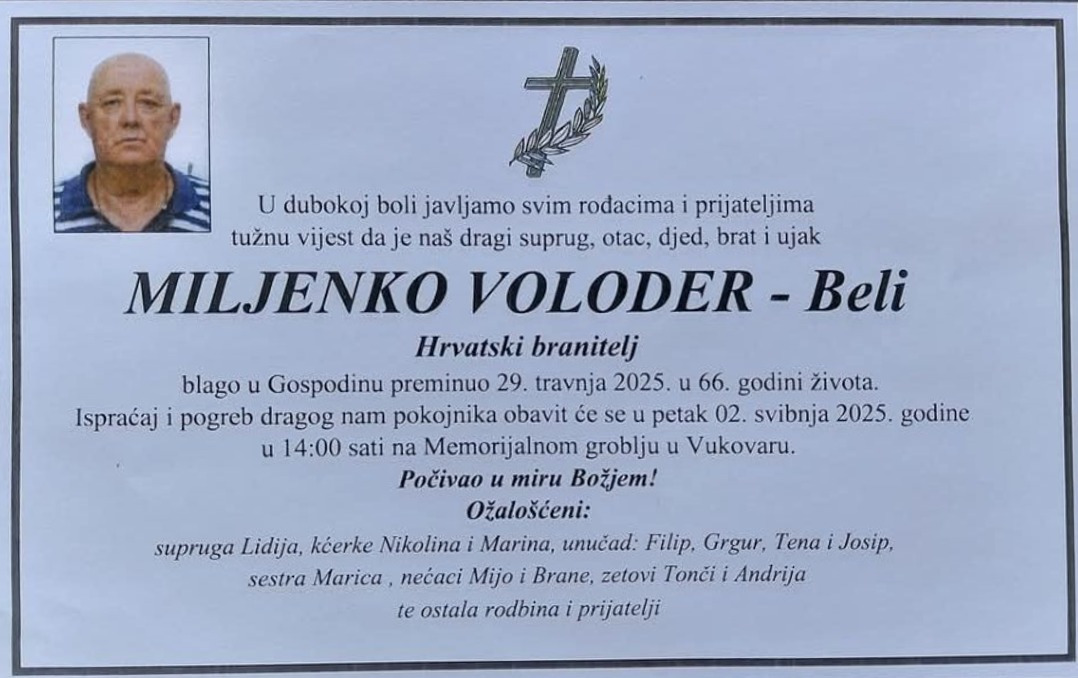 U dubokoj boli javljamo svim rođacima i prijateljima
tužnu vijest da je naš dragi suprug, otac, djed, brat i ujak
MILJENKO VOLODER - Beli
Hrvatski branitelj
blago u Gospodinu preminuo 29. travnja 2025. u 66. godini života.
Ispraćaj i pogreb dragog nam pokojnika obavit će se u petak 02. svibnja 2025. godine
u 14:00 sati na Memorijalnom groblju u Vukovaru.
Počivao u miru Božjem!
Ožalošćeni:
supruga Lidija, kćerke Nikolina i Marina, unučad: Filip, Grgur, Tena i Josip,
sestra Marica , nećaci Mijo i Brane, zetovi Tonči i Andrija
te ostala rodbina i prijatelji